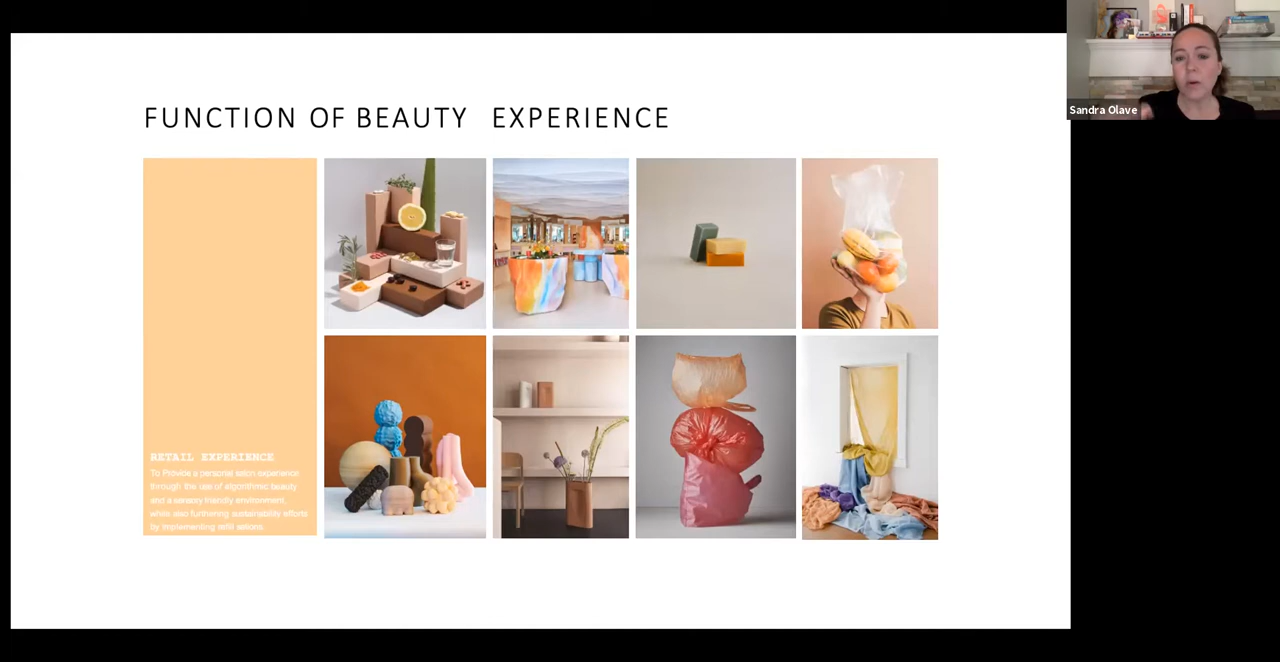 FUNCTION OF BEAUTY EXPERIENCE
Sandra Olave
RETAIL EXPERIENCE
To Provide a personal salon experience
through the use of algorithmic beauty
and a sensory friendly environment,
while also furthering sustainability efforts
by implementing refill stations.